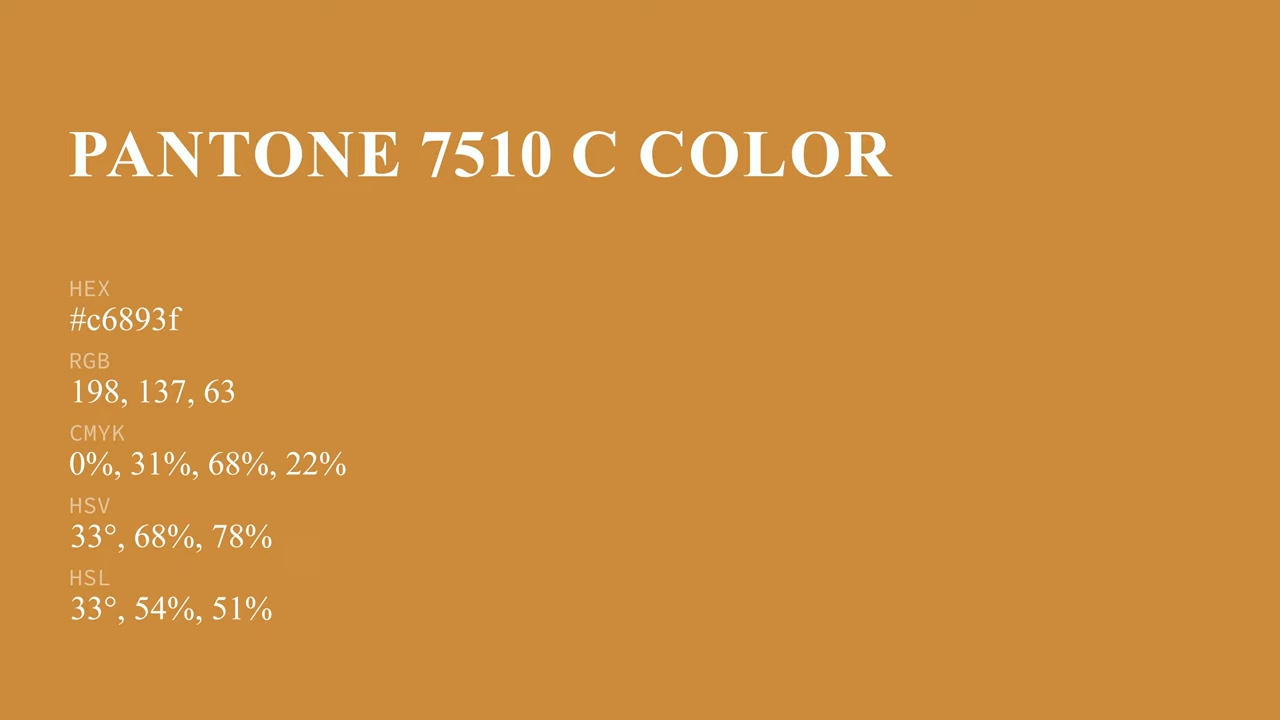 PANTONE 7510 C COLOR
HEX
#c6893f
RGB
198, 137, 63
CMYK
0%, 31%, 68%, 22%
HSV
33°, 68%, 78%
HSL
33°, 54%, 51%